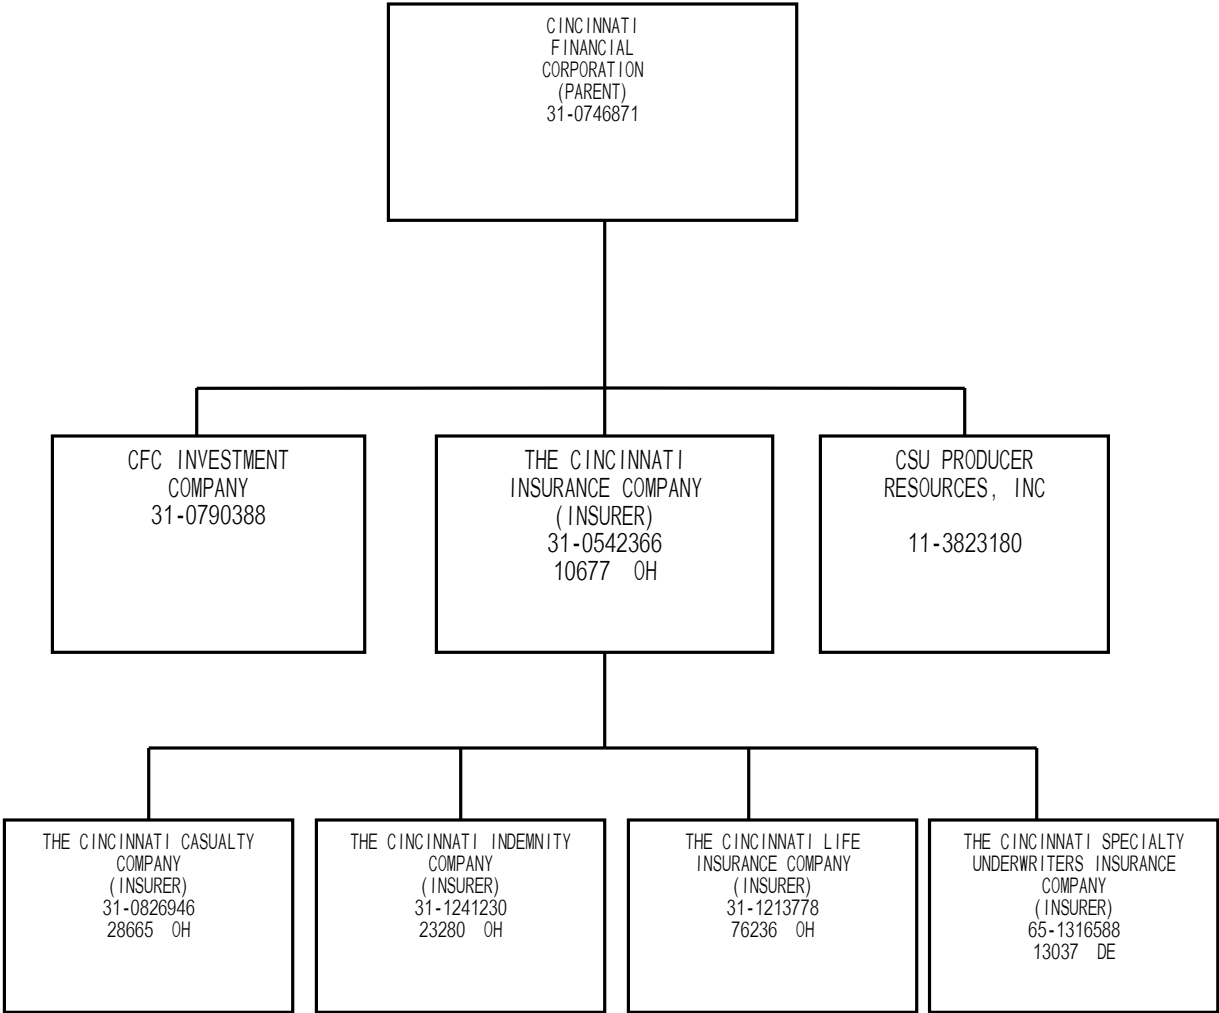 CINCINNATI
FINANCIAL
CORPORATION
(PARENT)
31-0746871
CFC INVESTMENT
COMPANY
31-0790388
THE CINCINNATI
INSURANCE COMPANY
(INSURER)
31-0542366
10677 OH
CSU PRODUCER
RESOURCES, INC
11-3823180
THE CINCINNATI CASUALTY
COMPANY
(INSURER)
31-0826946
28665 OH
THE CINCINNATI INDEMNITY
COMPANY
(INSURER)
31-1241230
23280 OH
THE CINCINNATI LIFE
INSURANCE COMPANY
(INSURER)
31-1213778
76236 OH
THE CINCINNATI SPECIALTY
UNDERWRITERS INSURANCE
COMPANY
(INSURER)
65-1316588
13037 DE